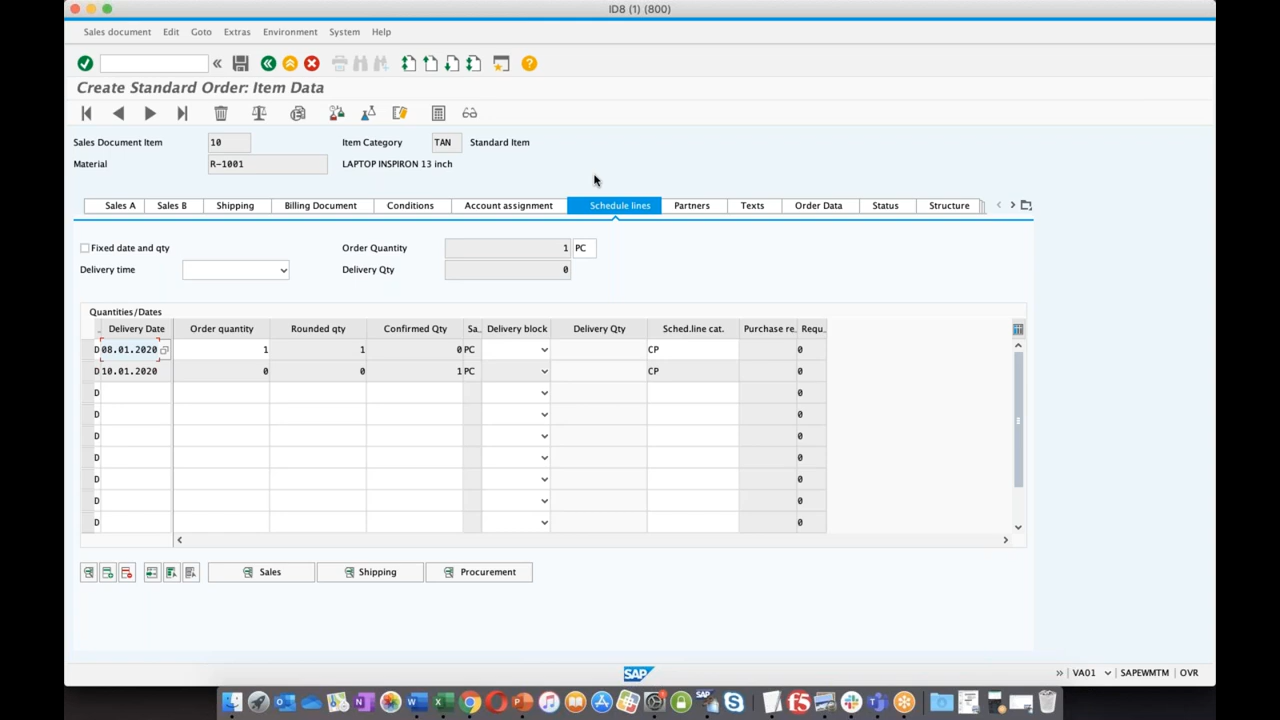 ID8 (1) (800)
Sales document Edit Goto Extras Environment System Help
Create Standard Order: Item Data
Sales Document Item 10 Item Category TAN Standard Item
Material R-1001 LAPTOP INSPIRON 13 inch
Sales A Sales B Shipping Billing Document Conditions Account assignment Schedule lines Partners Texts Order Data Status Structure
Fixed date and qty Order Quantity 1 PC
Delivery time Delivery Qty 0
Quantities/Dates
.. Delivery Date Order quantity Rounded qty Confirmed Qty Sa.. Delivery block Delivery Qty Sched.line cat. Purchase re.. Requ..
D 08.01.2020 1 1 0 PC CP 0
D 10.01.2020 0 0 1 PC CP 0
D 0
D 0
D 0
D 0
D 0
D 0
D 0
Sales Shipping Procurement
SAP VA01 SAPEWMTM OVR